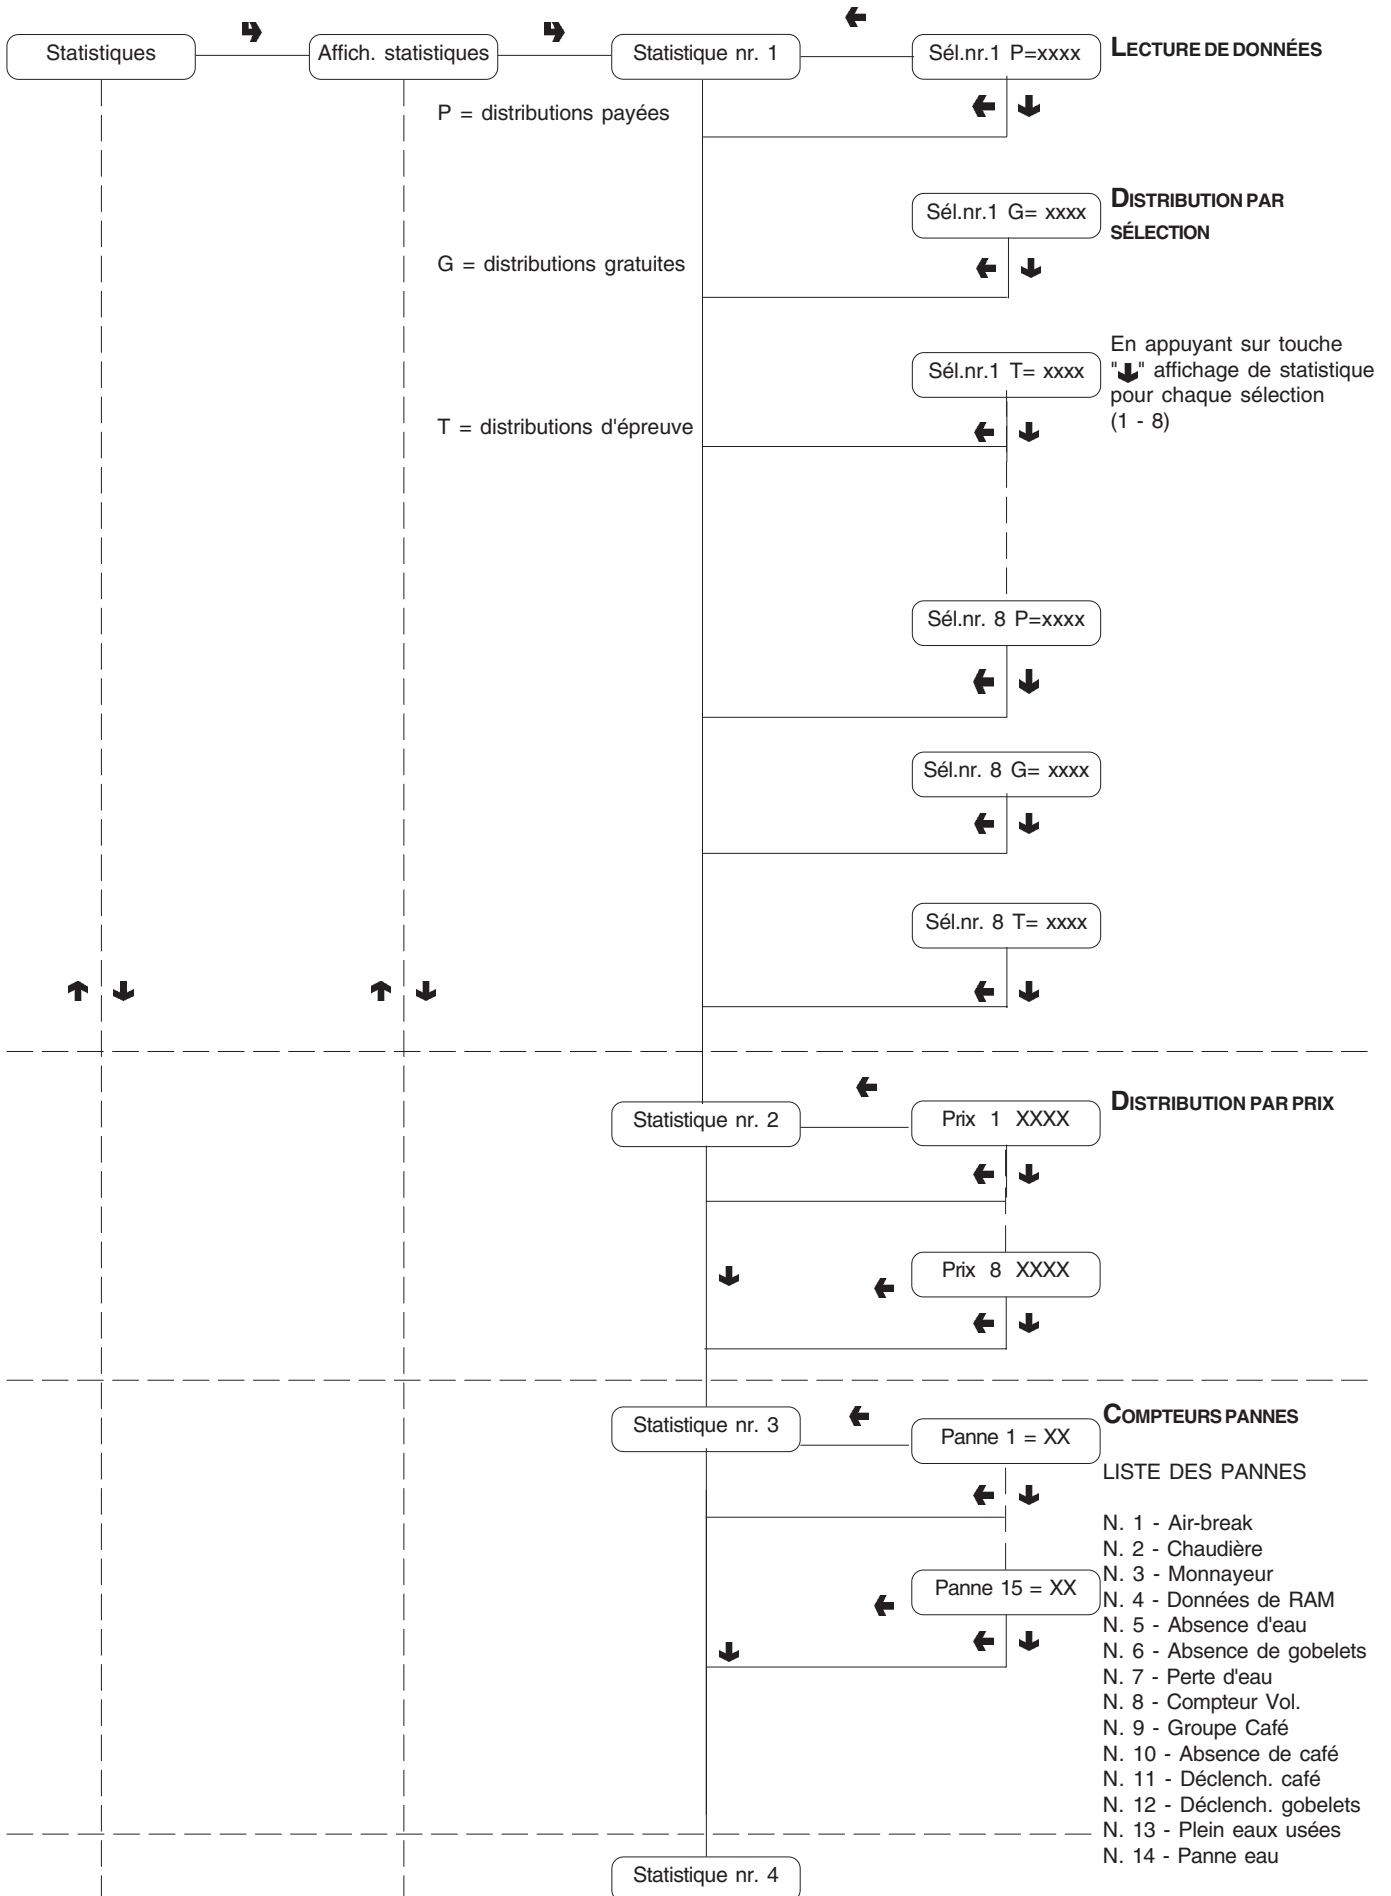 Statistiques
Affich. statistiques
Statistique nr. 1
Sél.nr.1 P=xxxx
LECTURE DE DONNÉES
P = distributions payées
Sél.nr.1 G= xxxx
DISTRIBUTION PAR
SÉLECTION
G = distributions gratuites
Sél.nr.1 T= xxxx
En appuyant sur touche
"🡻" affichage de statistique
pour chaque sélection
(1 - 8)
T = distributions d'épreuve
Sél.nr. 8 P=xxxx
Sél.nr. 8 G= xxxx
Sél.nr. 8 T= xxxx
Statistique nr. 2
Prix 1 XXXX
DISTRIBUTION PAR PRIX
Prix 8 XXXX
Statistique nr. 3
Panne 1 = XX
COMPTEURS PANNES
LISTE DES PANNES
Panne 15 = XX
N. 1 - Air-break
N. 2 - Chaudière
N. 3 - Monnayeur
N. 4 - Données de RAM
N. 5 - Absence d'eau
N. 6 - Absence de gobelets
N. 7 - Perte d'eau
N. 8 - Compteur Vol.
N. 9 - Groupe Café
N. 10 - Absence de café
N. 11 - Déclench. café
N. 12 - Déclench. gobelets
N. 13 - Plein eaux usées
N. 14 - Panne eau
Statistique nr. 4